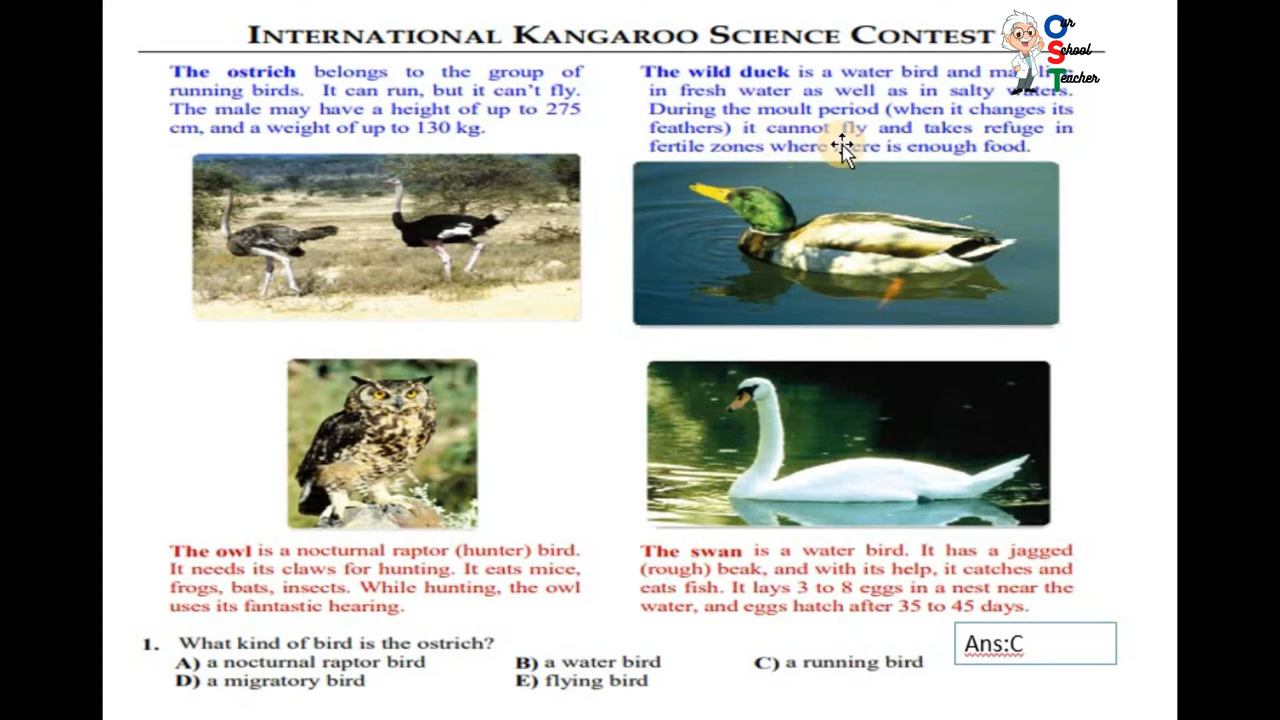 INTERNATIONAL KANGAROO SCIENCE CONTEST
Our
School
Teacher
The ostrich belongs to the group of
running birds. It can run, but it can't fly.
The male may have a height of up to 275
cm, and a weight of up to 130 kg.
The wild duck is a water bird and may
in fresh water as well as in salty waters.
During the moult period (when it changes its
feathers) it cannot fly and takes refuge in
fertile zones where there is enough food.
The owl is a nocturnal raptor (hunter) bird.
It needs its claws for hunting. It eats mice,
frogs, bats, insects. While hunting, the owl
uses its fantastic hearing.
The swan is a water bird. It has a jagged
(rough) beak, and with its help, it catches and
eats fish. It lays 3 to 8 eggs in a nest near the
water, and eggs hatch after 35 to 45 days.
1. What kind of bird is the ostrich?
A) a nocturnal raptor bird B) a water bird C) a running bird
D) a migratory bird E) flying bird
Ans:C